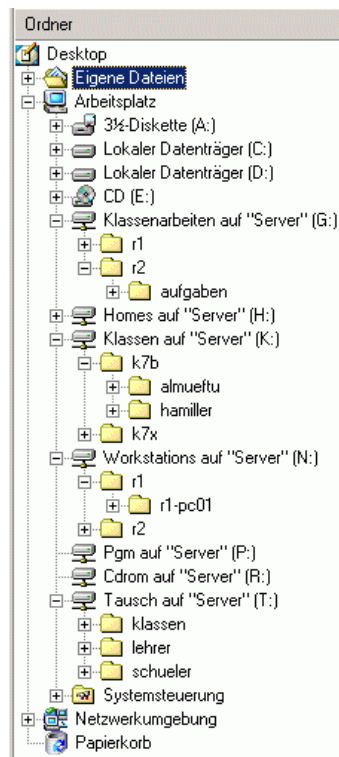 Ordner
Desktop
Eigene Dateien
Arbeitsplatz
3½-Diskette (A:)
Lokaler Datenträger (C:)
Lokaler Datenträger (D:)
CD (E:)
Klassenarbeiten auf "Server" (G:)
r1
r2
aufgaben
Homes auf "Server" (H:)
Klassen auf "Server" (K:)
k7b
almueftu
hamiller
k7x
Workstations auf "Server" (N:)
r1
r1-pc01
r2
Pgm auf "Server" (P:)
Cdrom auf "Server" (R:)
Tausch auf "Server" (T:)
klassen
lehrer
schueler
Systemsteuerung
Netzwerkumgebung
Papierkorb